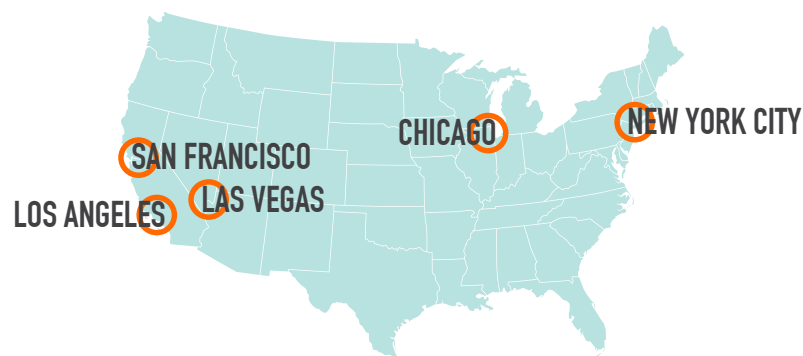 NEW YORK CITY
CHICAGO
SAN FRANCISCO
LAS VEGAS
LOS ANGELES